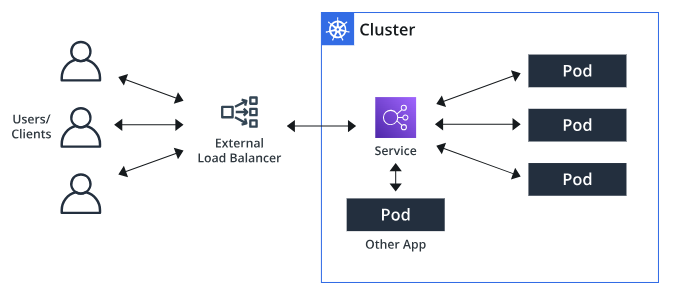 Cluster
Users/
Clients
External
Load Balancer
Service
Pod
Pod
Pod
Pod
Other App